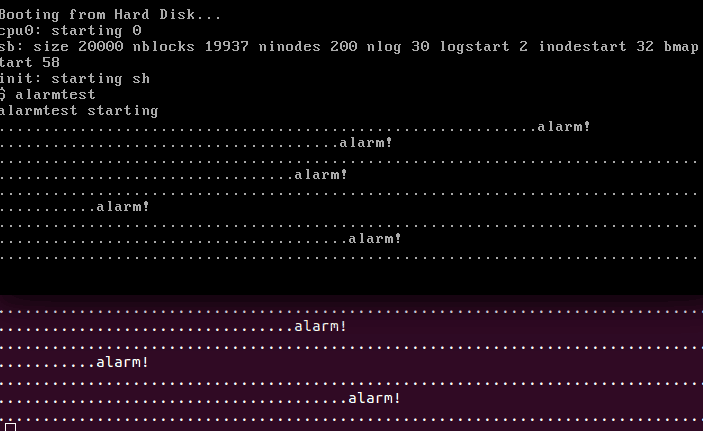 Booting from Hard Disk...
cpu0: starting 0
sb: size 20000 nblocks 19937 ninodes 200 nlog 30 logstart 2 inodestart 32 bmap
tart 58
init: starting sh
$ alarmtest
alarmtest starting
............................................................alarm!
......................................alarm!
..............................................................................
.................................alarm!
..............................................................................
...........alarm!
..............................................................................
.......................................alarm!
..............................................................................
..............................................................................
.................................alarm!
..............................................................................
...........alarm!
..............................................................................
.......................................alarm!
..............................................................................